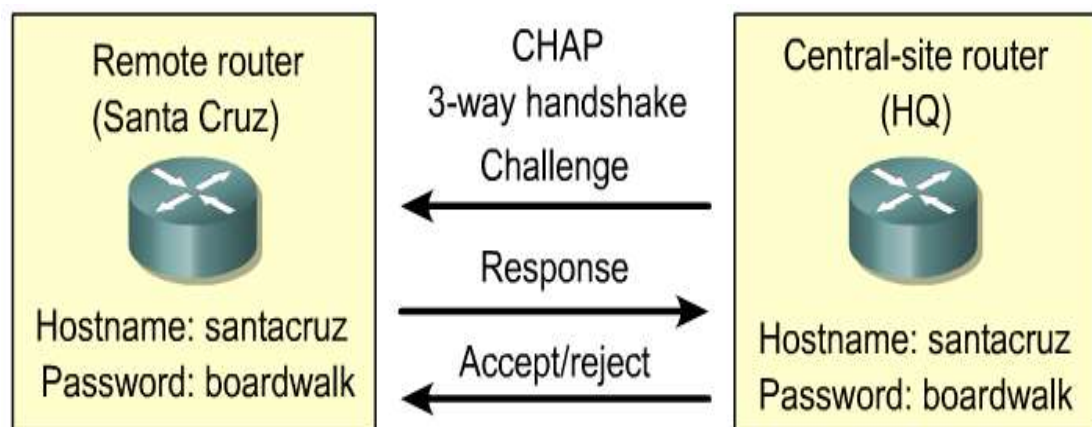 Remote router
(Santa Cruz)
Hostname: santacruz
Password: boardwalk
CHAP
3-way handshake
Challenge
Response
Accept/reject
Central-site router
(HQ)
Hostname: santacruz
Password: boardwalk